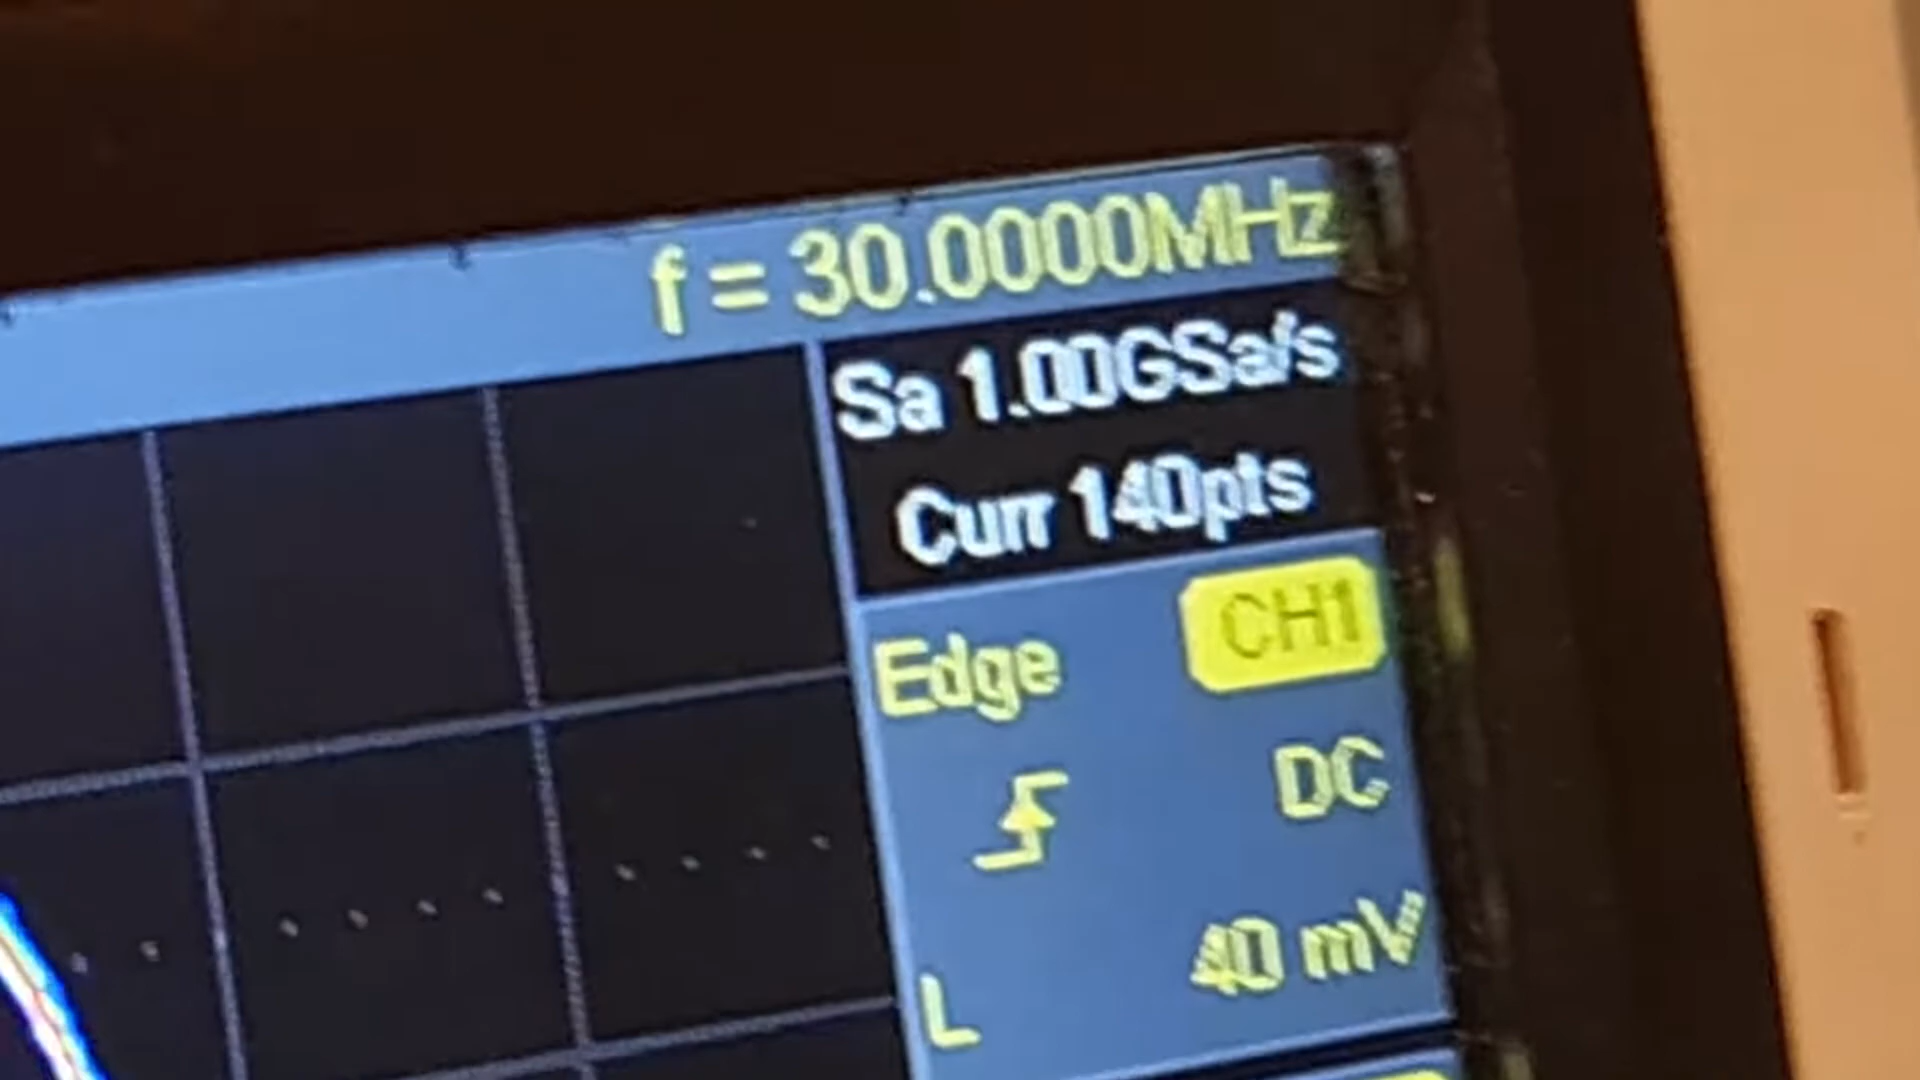 f = 30.0000MHz
Sa 1.00GSa/s
Curr 140pts
Edge CH1
DC
L 40 mV